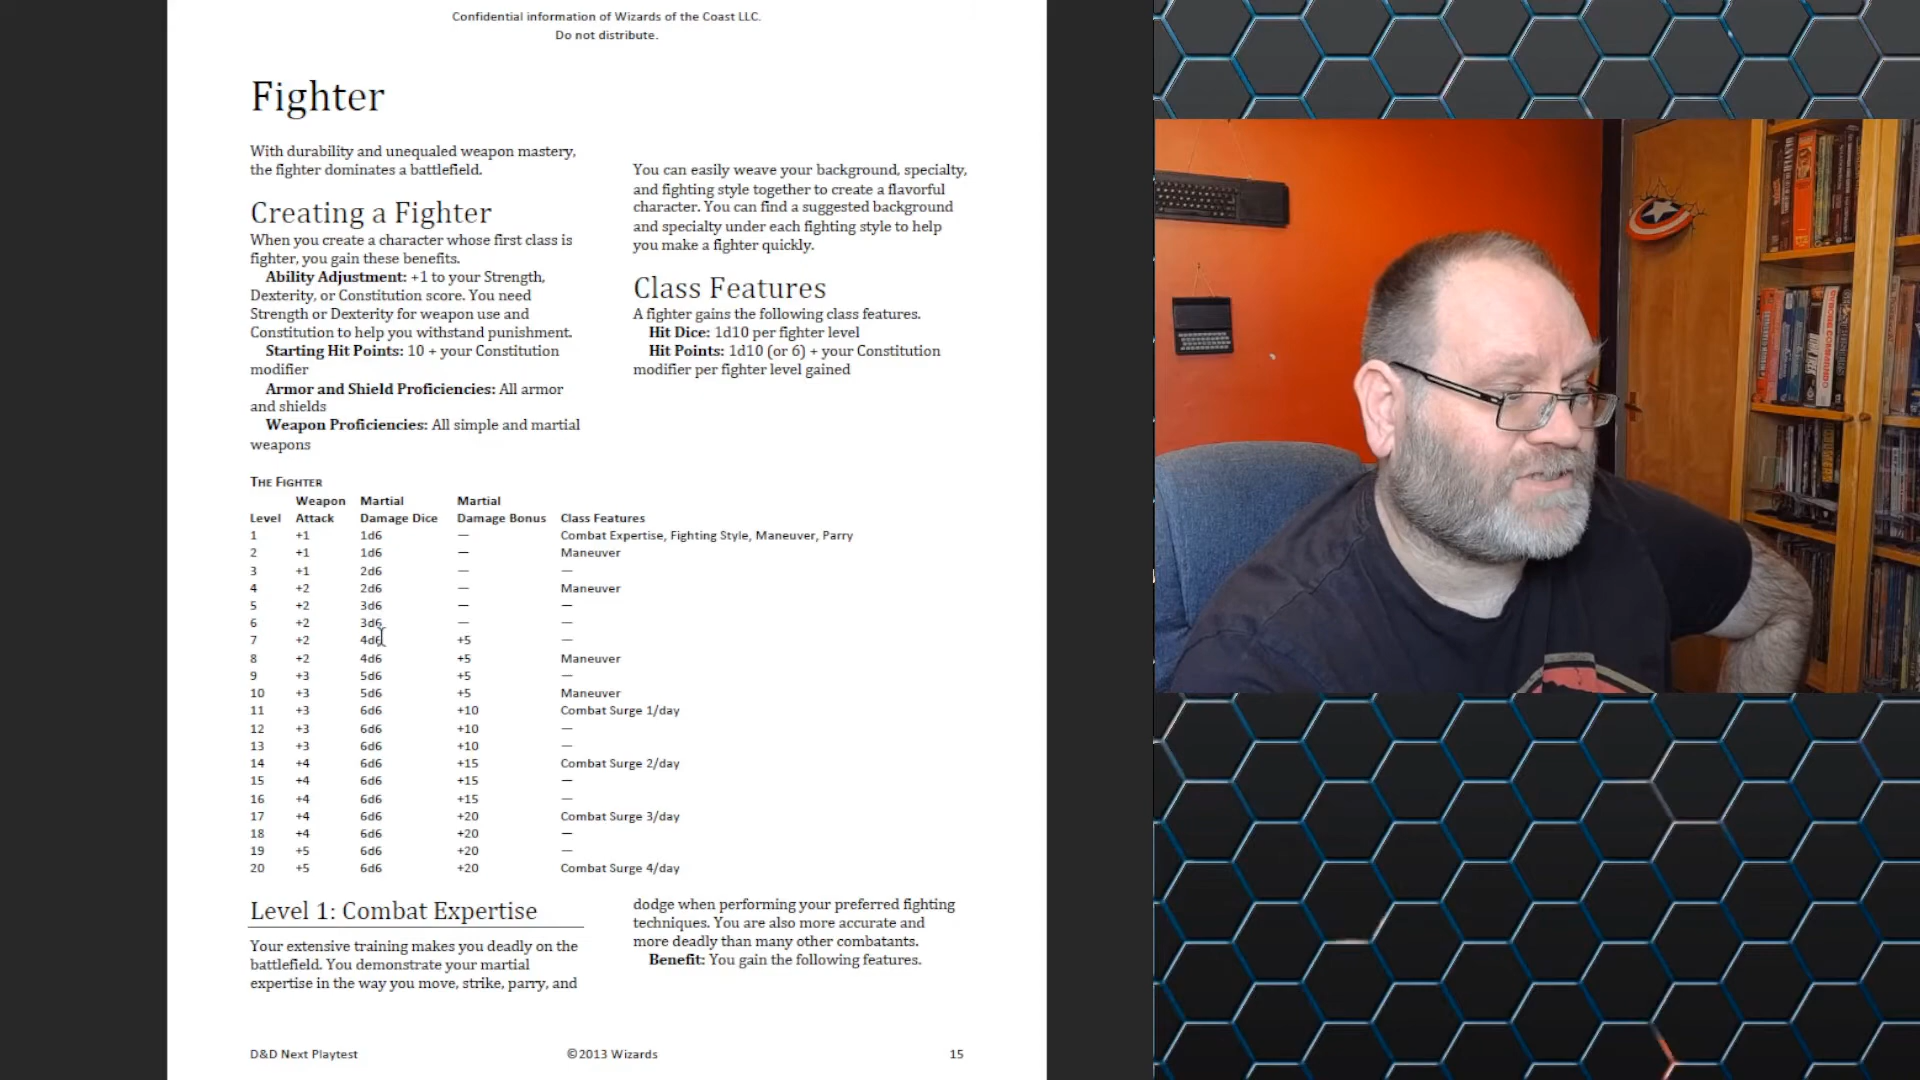 Confidential information of Wizards of the Coast LLC.
Do not distribute.
Fighter
With durability and unequaled weapon mastery,
the fighter dominates a battlefield.
Creating a Fighter
When you create a character whose first class is
fighter, you gain these benefits.
Ability Adjustment: +1 to your Strength,
Dexterity, or Constitution score. You need
Strength or Dexterity for weapon use and
Constitution to help you withstand punishment.
Starting Hit Points: 10 + your Constitution
modifier
Armor and Shield Proficiencies: All armor
and shields
Weapon Proficiencies: All simple and martial
weapons
You can easily weave your background, specialty,
and fighting style together to create a flavorful
character. You can find a suggested background
and specialty under each fighting style to help
you make a fighter quickly.
Class Features
A fighter gains the following class features.
Hit Dice: 1d10 per fighter level
Hit Points: 1d10 (or 6) + your Constitution
modifier per fighter level gained
THE FIGHTER
Weapon Martial Martial
Level Attack Damage Dice Damage Bonus Class Features
1 +1 1d6 — Combat Expertise, Fighting Style, Maneuver, Parry
2 +1 1d6 — Maneuver
3 +1 2d6 — —
4 +2 2d6 — Maneuver
5 +2 3d6 — —
6 +2 3d6 — —
7 +2 4d6 +5 —
8 +2 4d6 +5 Maneuver
9 +3 5d6 +5 —
10 +3 5d6 +5 Maneuver
11 +3 6d6 +10 Combat Surge 1/day
12 +3 6d6 +10 —
13 +3 6d6 +10 —
14 +4 6d6 +15 Combat Surge 2/day
15 +4 6d6 +15 —
16 +4 6d6 +15 —
17 +4 6d6 +20 Combat Surge 3/day
18 +4 6d6 +20 —
19 +5 6d6 +20 —
20 +5 6d6 +20 Combat Surge 4/day
Level 1: Combat Expertise
Your extensive training makes you deadly on the
battlefield. You demonstrate your martial
expertise in the way you move, strike, parry, and
dodge when performing your preferred fighting
techniques. You are also more accurate and
more deadly than many other combatants.
Benefit: You gain the following features.
D&D Next Playtest
©2013 Wizards
15